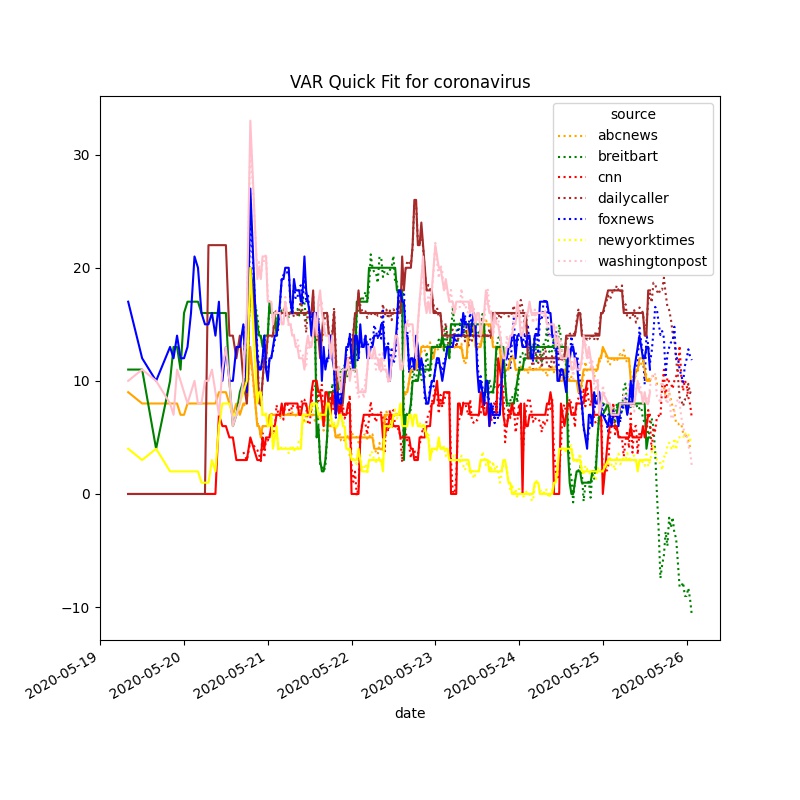 VAR Quick Fit for coronavirus
source
abcnews
breitbart
cnn
dailycaller
foxnews
newyorktimes
washingtonpost
30
20
10
0
−10
2020-05-19
2020-05-20
2020-05-21
2020-05-22
2020-05-23
2020-05-24
2020-05-25
2020-05-26
date